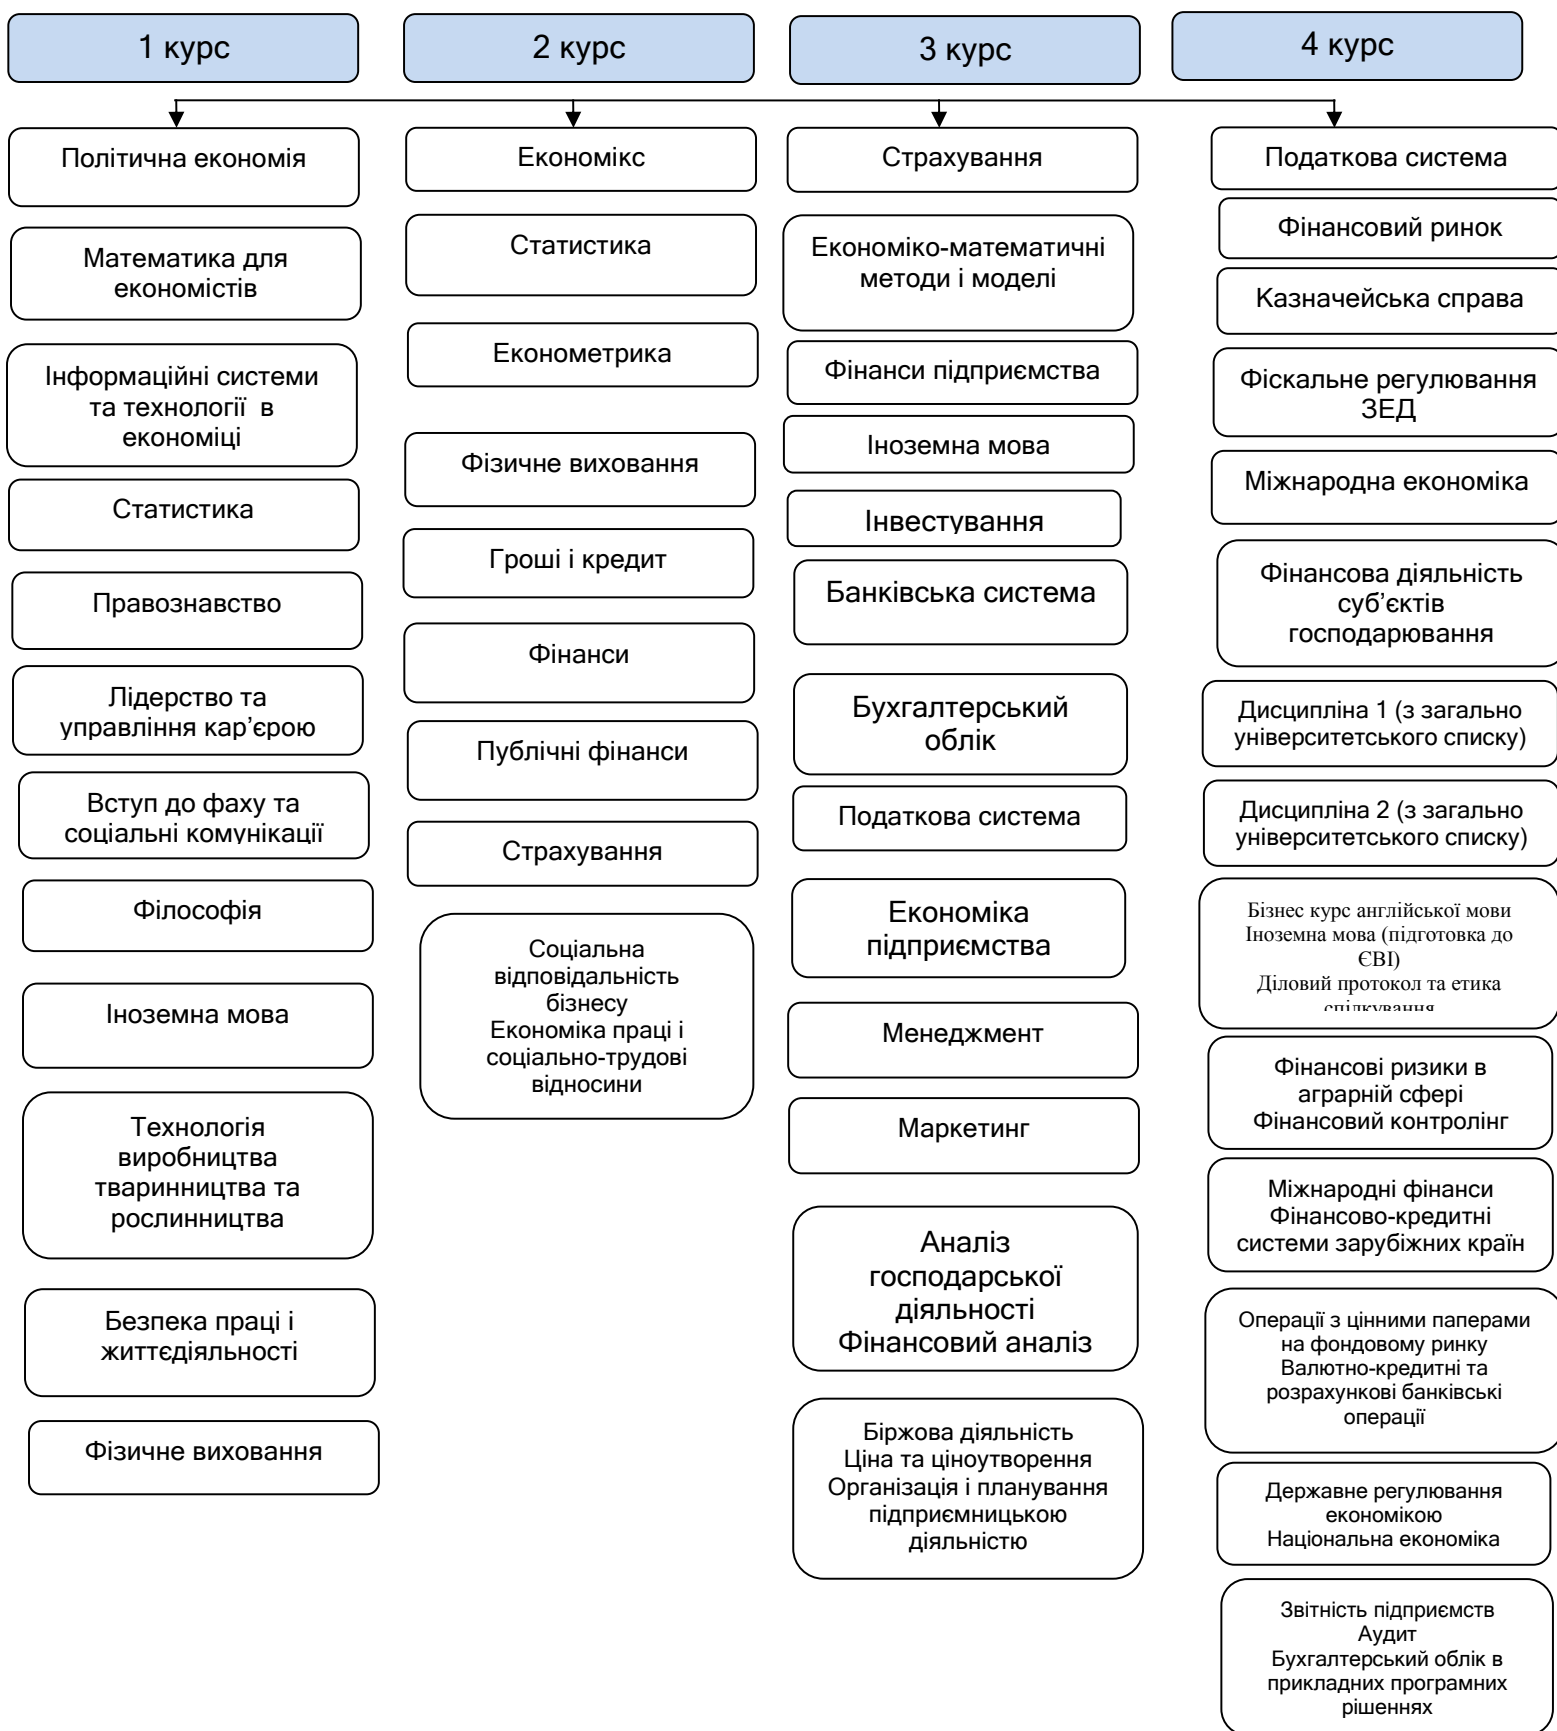 1 курс
2 курс
3 курс
4 курс
Політична економія
Математика для
економістів
Інформаційні системи
та технології в
економіці
Статистика
Правознавство
Лідерство та
управління кар’єрою
Вступ до фаху та
соціальні комунікації
Філософія
Іноземна мова
Технологія
виробництва
тваринництва та
рослинництва
Безпека праці і
життєдіяльності
Фізичне виховання
Економікс
Статистика
Економетрика
Фізичне виховання
Гроші і кредит
Фінанси
Публічні фінанси
Страхування
Соціальна
відповідальність
бізнесу
Економіка праці і
соціально-трудові
відносини
Страхування
Економіко-математичні
методи і моделі
Фінанси підприємства
Іноземна мова
Інвестування
Банківська система
Бухгалтерський
облік
Податкова система
Економіка
підприємства
Менеджмент
Маркетинг
Аналіз
господарської
діяльності
Фінансовий аналіз
Біржова діяльність
Ціна та ціноутворення
Організація і планування
підприємницькою
діяльністю
Податкова система
Фінансовий ринок
Казначейська справа
Фіскальне регулювання
ЗЕД
Міжнародна економіка
Фінансова діяльність
суб’єктів
господарювання
Дисципліна 1 (з загально
університетського списку)
Дисципліна 2 (з загально
університетського списку)
Бізнес курс англійської мови
Іноземна мова (підготовка до
ЄВІ)
Діловий протокол та етика
спілкування
Фінансові ризики в
аграрній сфері
Фінансовий контролінг
Міжнародні фінанси
Фінансово-кредитні
системи зарубіжних країн
Операції з цінними паперами
на фондовому ринку
Валютно-кредитні та
розрахункові банківські
операції
Державне регулювання
економікою
Національна економіка
Звітність підприємств
Аудит
Бухгалтерський облік в
прикладних програмних
рішеннях